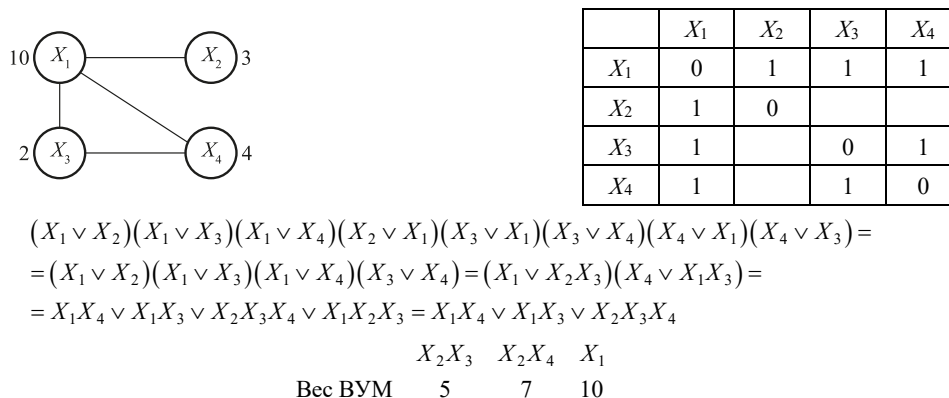 10 X₁ X₂ 3
2 X₃ X₄ 4
X₁ X₂ X₃ X₄
X₁ 0 1 1 1
X₂ 1 0
X₃ 1 0 1
X₄ 1 1 0
(X₁ ∨ X₂)(X₁ ∨ X₃)(X₁ ∨ X₄)(X₂ ∨ X₁)(X₃ ∨ X₁)(X₃ ∨ X₄)(X₄ ∨ X₁)(X₄ ∨ X₃) =
= (X₁ ∨ X₂)(X₁ ∨ X₃)(X₁ ∨ X₄)(X₃ ∨ X₄) = (X₁ ∨ X₂X₃)(X₄ ∨ X₁X₃) =
= X₁X₄ ∨ X₁X₃ ∨ X₂X₃X₄ ∨ X₁X₂X₃ = X₁X₄ ∨ X₁X₃ ∨ X₂X₃X₄
X₂X₃ X₂X₄ X₁
Вес ВУМ 5 7 10